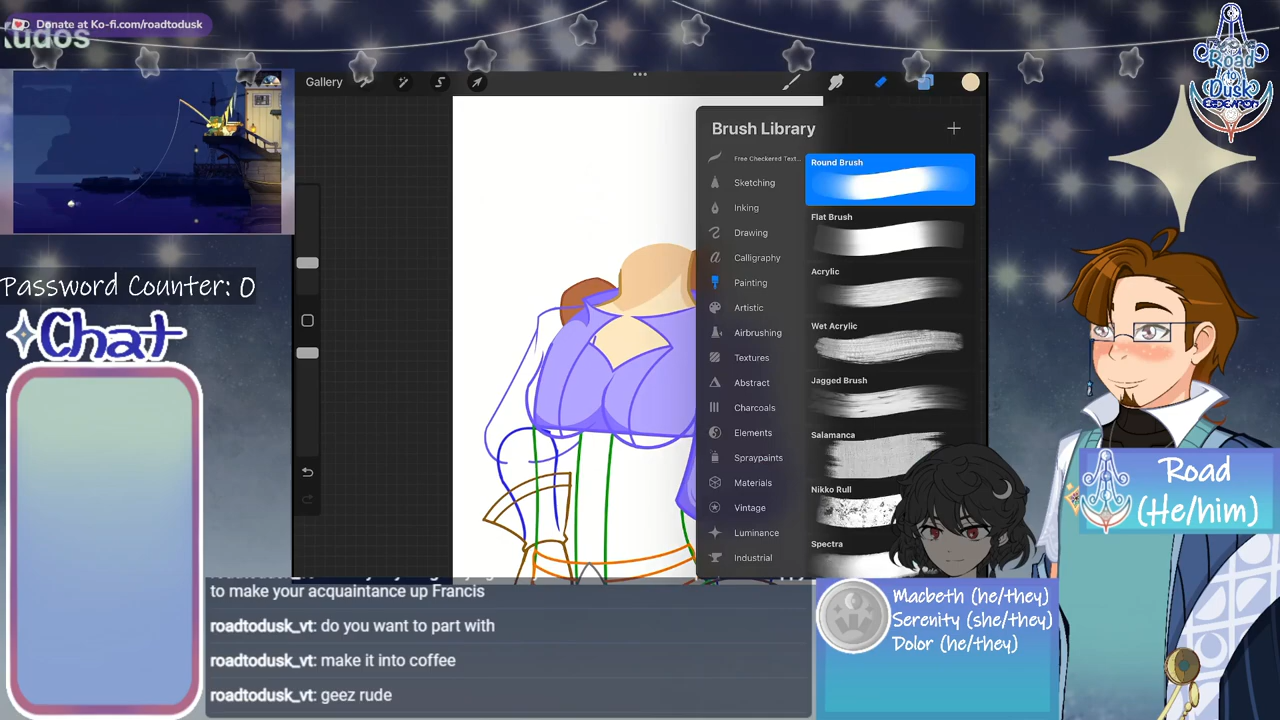 Donate at Ko-fi.com/roadtodusk
kudos
Password Counter: 0
Chat
Gallery
Brush Library
Free Checkered Text...
Sketching
Inking
Drawing
Calligraphy
Painting
Artistic
Airbrushing
Textures
Abstract
Charcoals
Elements
Spraypaints
Materials
Vintage
Luminance
Industrial
Round Brush
Flat Brush
Acrylic
Wet Acrylic
Jagged Brush
Salamanca
Nikko Rull
Spectra
Road
to
Dusk
Road
(He/him)
to make your acquaintance up Francis
roadtodusk_vt: do you want to part with
roadtodusk_vt: make it into coffee
roadtodusk_vt: geez rude
Macbeth (he/they)
Serenity (she/they)
Dolor (he/they)